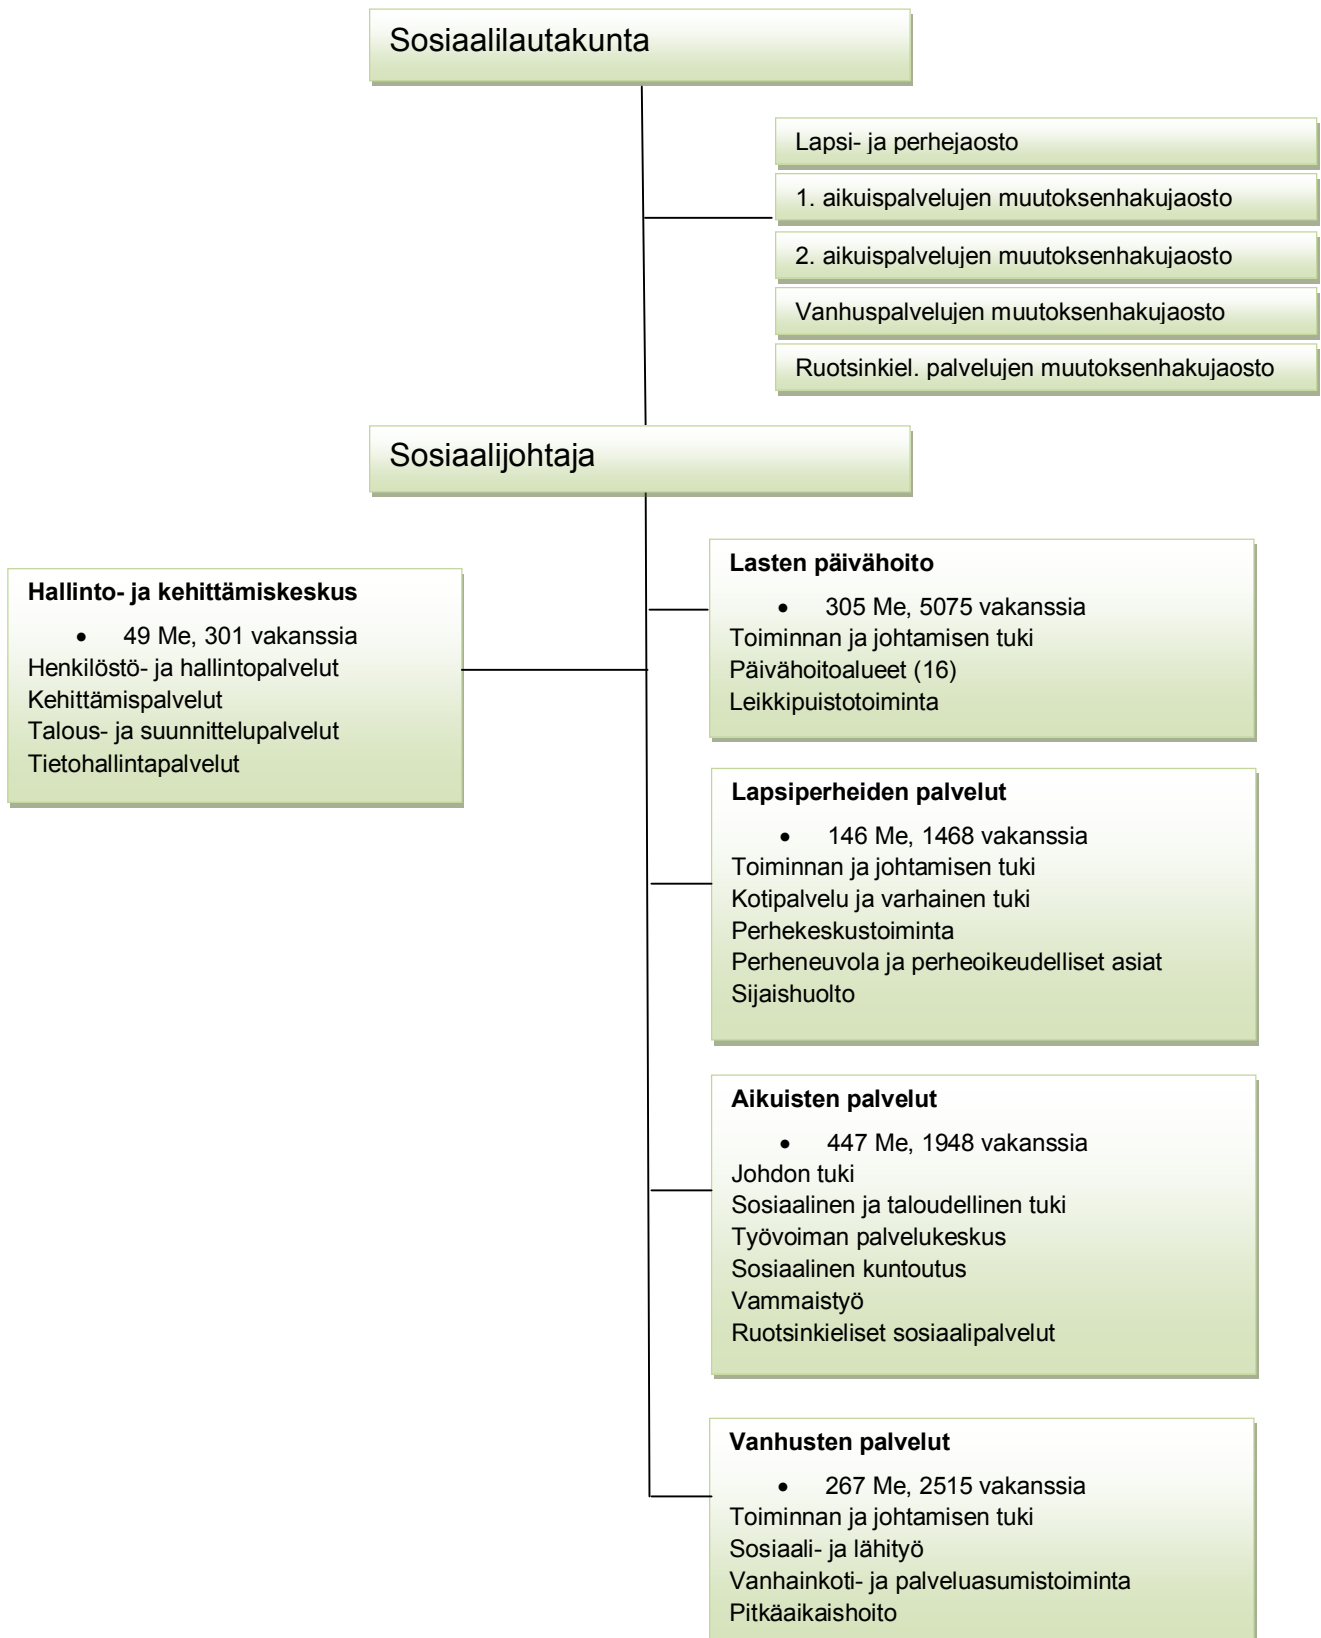 Sosiaalilautakunta
Lapsi- ja perhejaosto
1. aikuispalvelujen muutoksenhakujaosto
2. aikuispalvelujen muutoksenhakujaosto
Vanhuspalvelujen muutoksenhakujaosto
Ruotsinkiel. palvelujen muutoksenhakujaosto
Sosiaalijohtaja
Hallinto- ja kehittämiskeskus
• 49 Me, 301 vakanssia
Henkilöstö- ja hallintopalvelut
Kehittämispalvelut
Talous- ja suunnittelupalvelut
Tietohallintapalvelut
Lasten päivähoito
• 305 Me, 5075 vakanssia
Toiminnan ja johtamisen tuki
Päivähoitoalueet (16)
Leikkipuistotoiminta
Lapsiperheiden palvelut
• 146 Me, 1468 vakanssia
Toiminnan ja johtamisen tuki
Kotipalvelu ja varhainen tuki
Perhekeskustoiminta
Perheneuvola ja perheoikeudelliset asiat
Sijaishuolto
Aikuisten palvelut
• 447 Me, 1948 vakanssia
Johdon tuki
Sosiaalinen ja taloudellinen tuki
Työvoiman palvelukeskus
Sosiaalinen kuntoutus
Vammaistyö
Ruotsinkieliset sosiaalipalvelut
Vanhusten palvelut
• 267 Me, 2515 vakanssia
Toiminnan ja johtamisen tuki
Sosiaali- ja lähityö
Vanhainkoti- ja palveluasumistoiminta
Pitkäaikaishoito